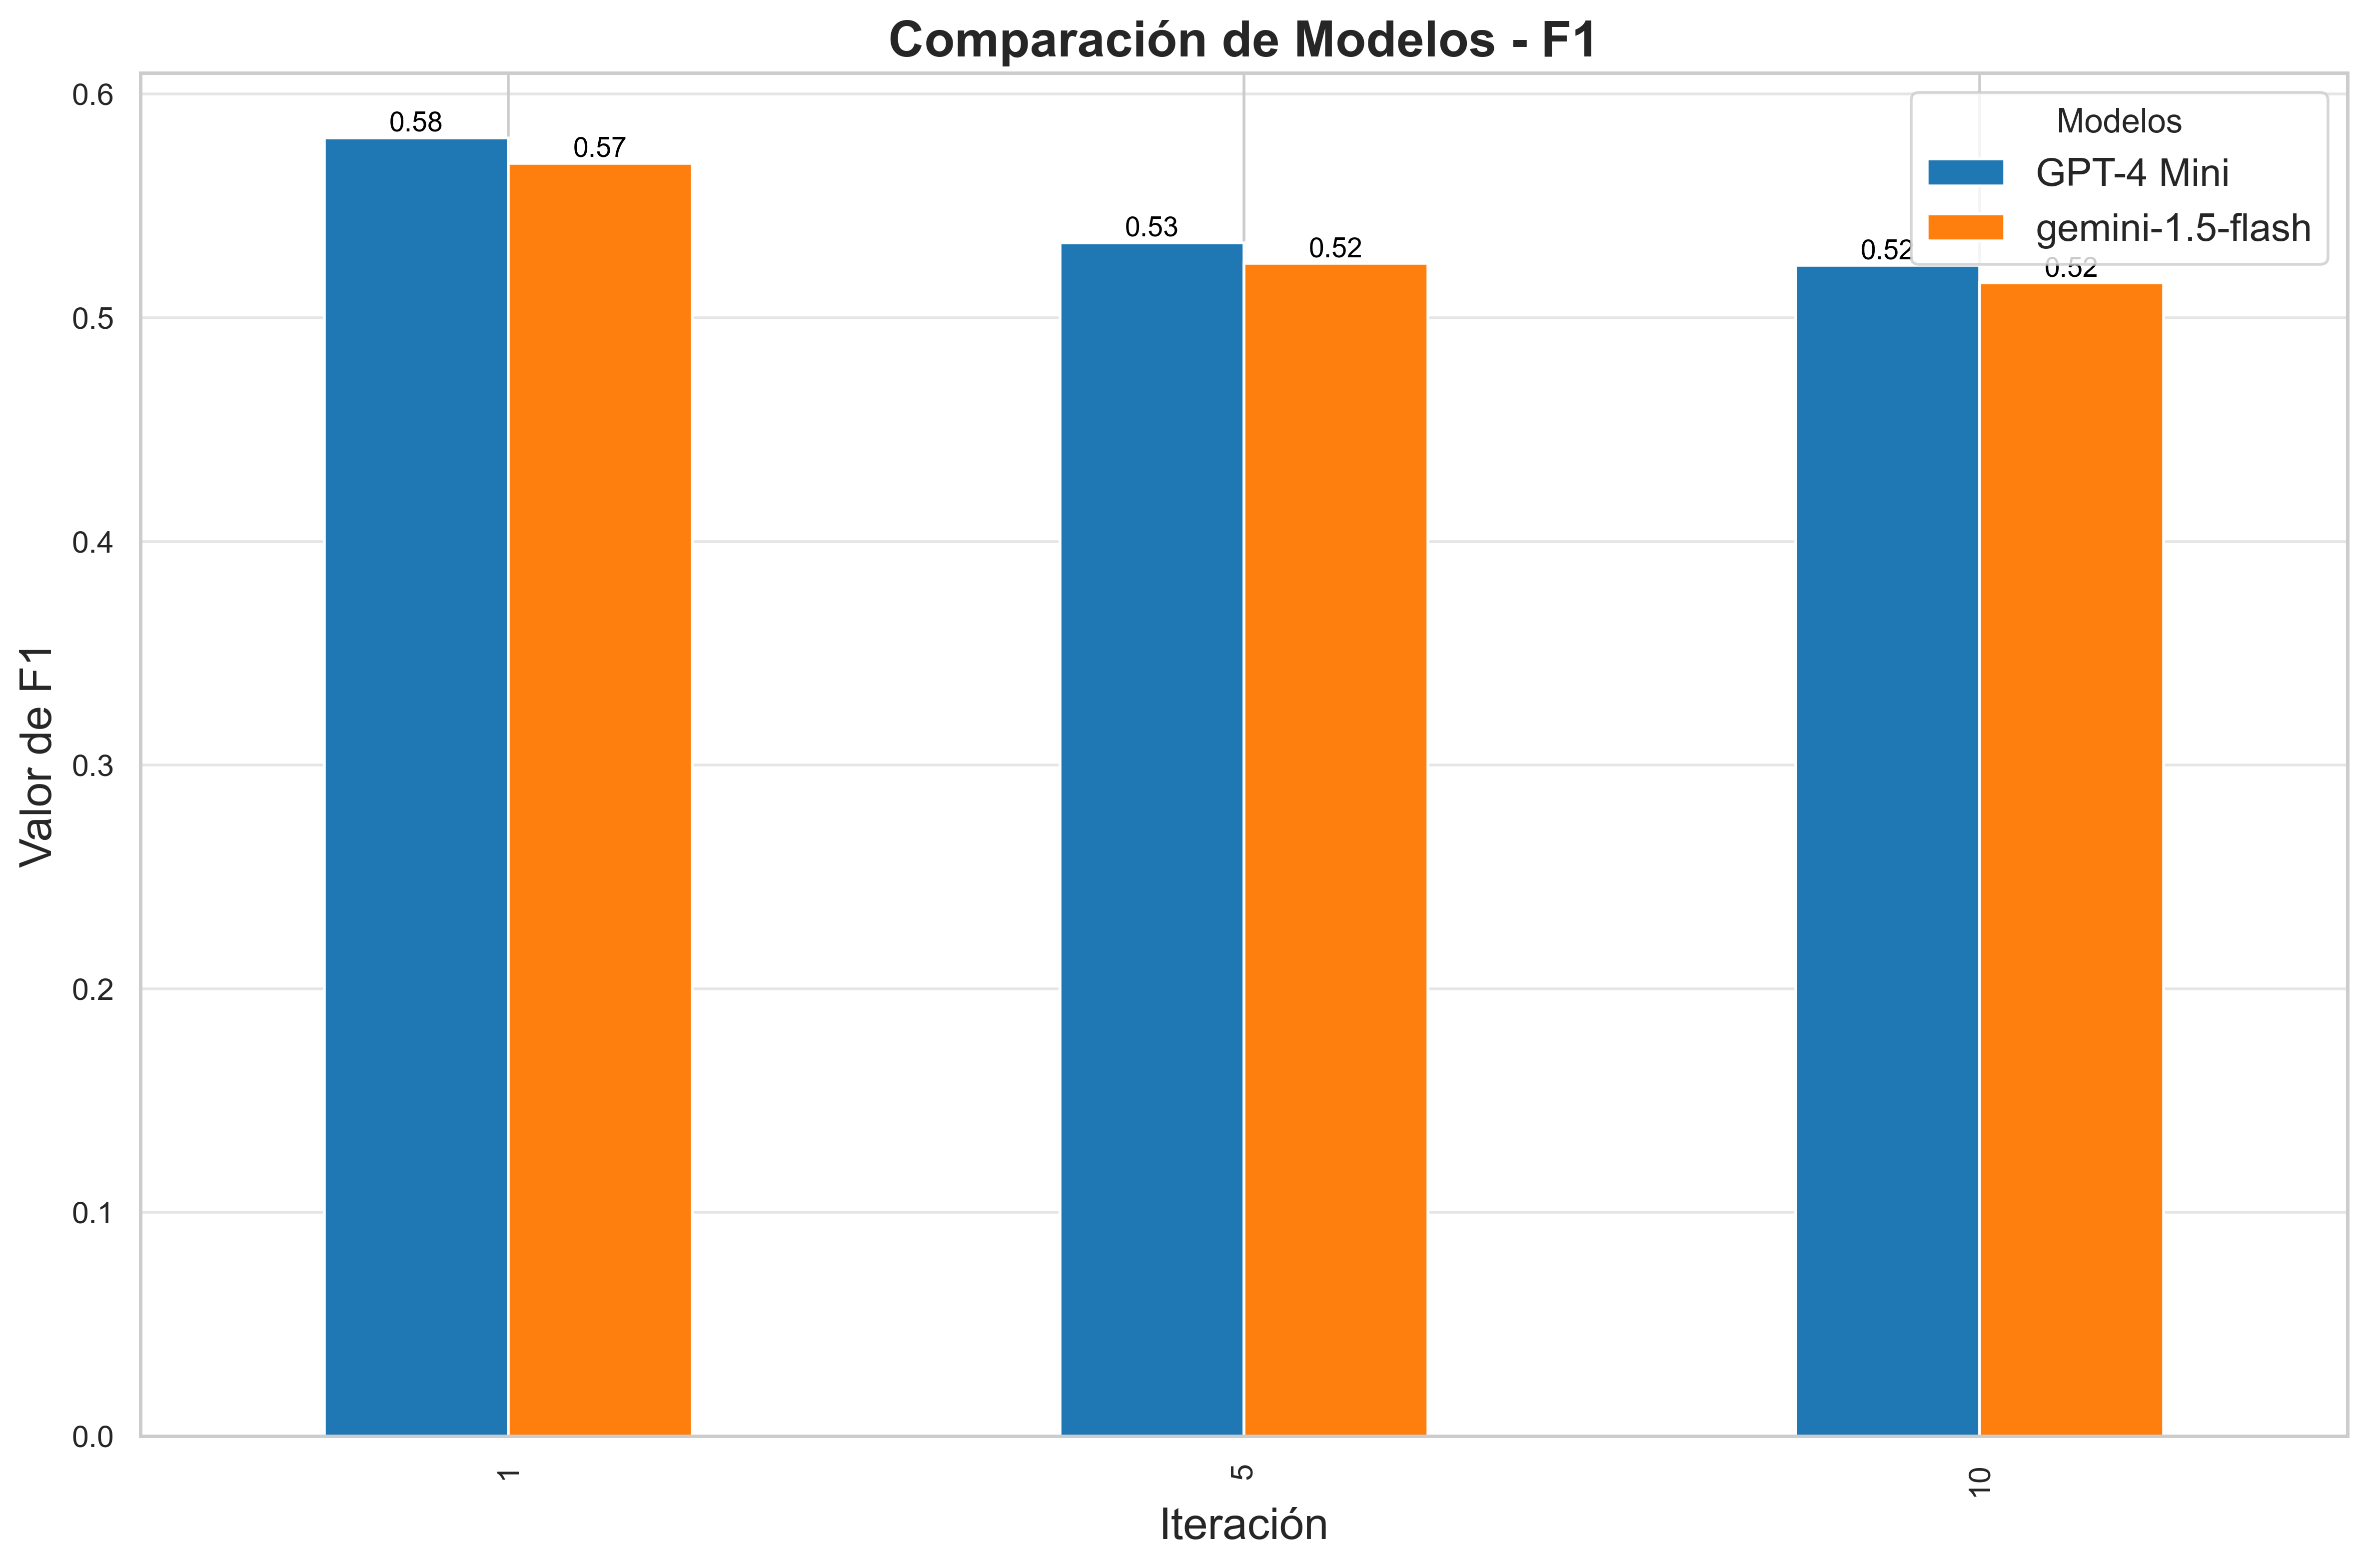 Comparación de Modelos - F1
Modelos
GPT-4 Mini
gemini-1.5-flash
0.6
0.5
0.4
0.3
0.2
0.1
0.0
Valor de F1
0.58
0.57
0.53
0.52
0.52
0.52
1
5
10
Iteración